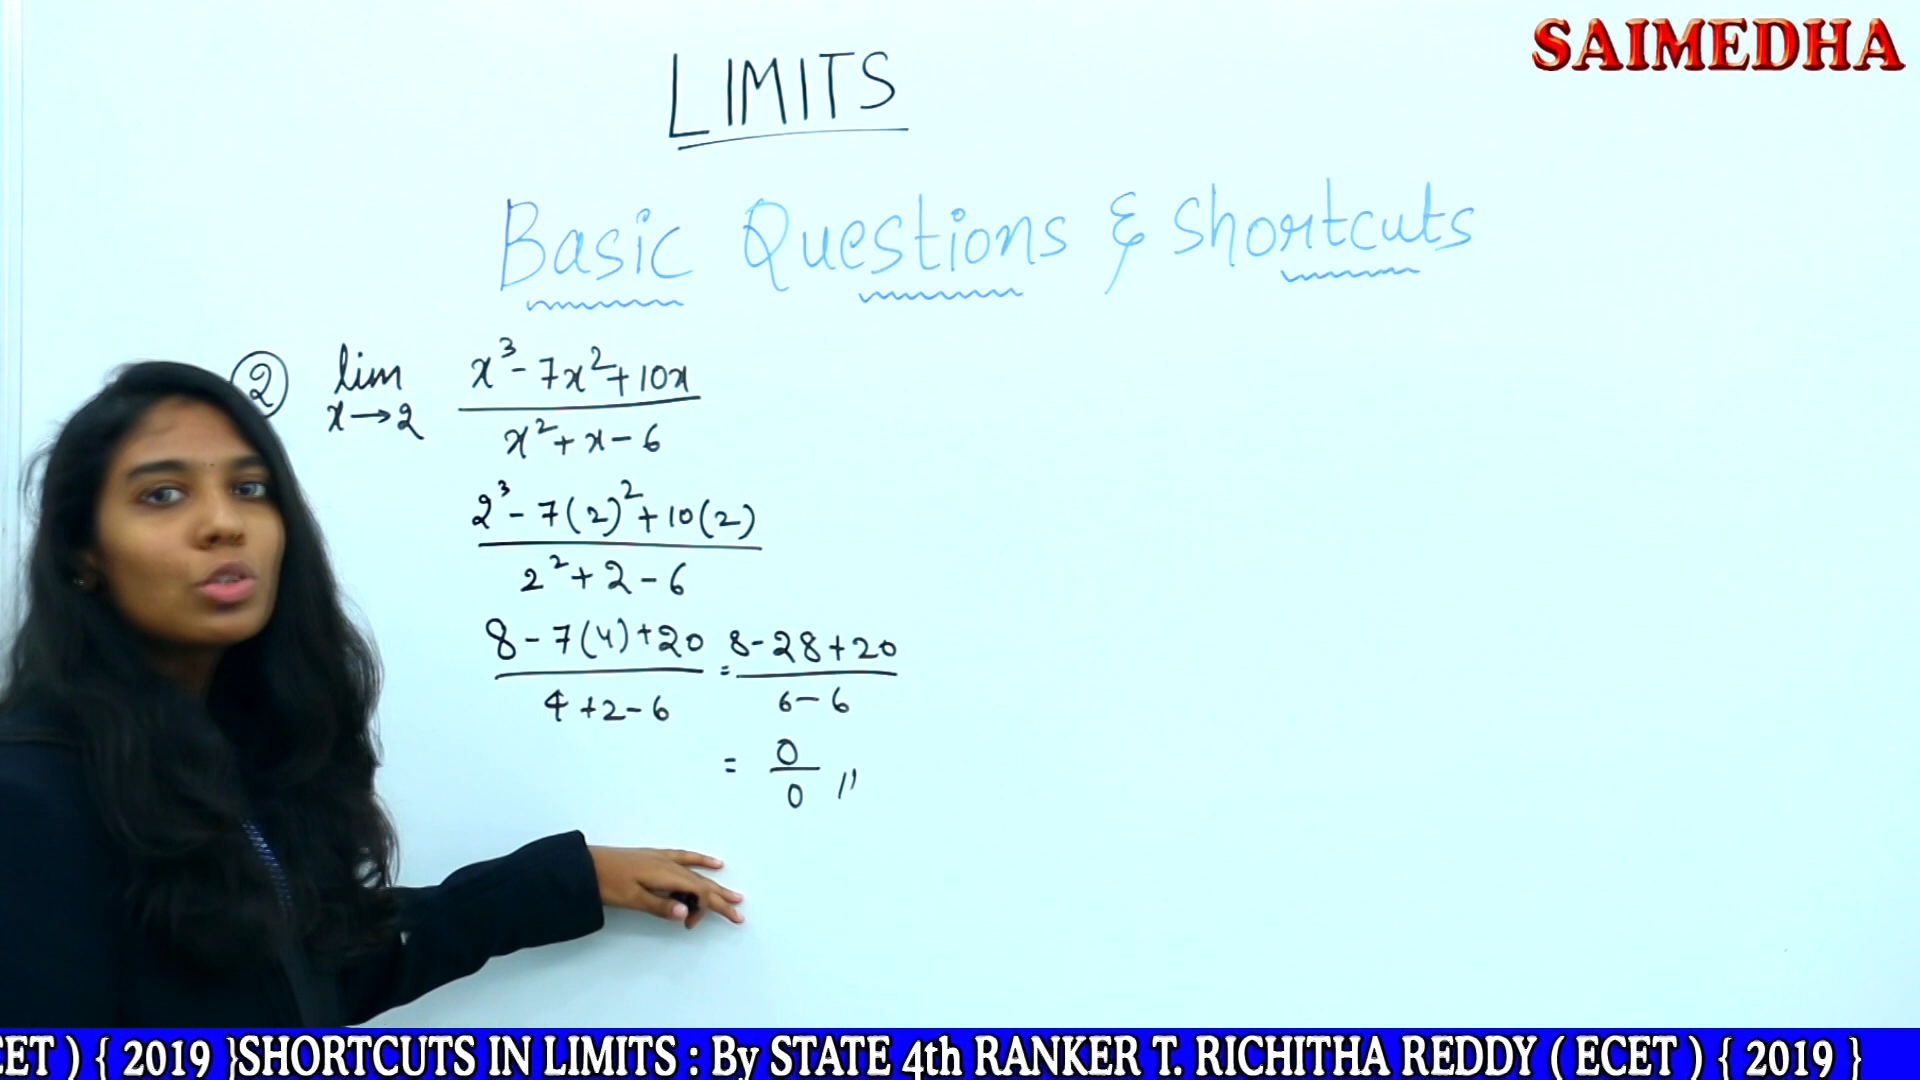 SAIMEDHA
LIMITS
Basic Questions & Shortcuts
② lim x→2 x³-7x²+10x / x²+x-6
2³-7(2)²+10(2) / 2²+2-6
8-7(4)+20 / 4+2-6 = 8-28+20 / 6-6
= 0/0 //
CET ) { 2019 }SHORTCUTS IN LIMITS : By STATE 4th RANKER T. RICHITHA REDDY ( ECET ) { 2019 }